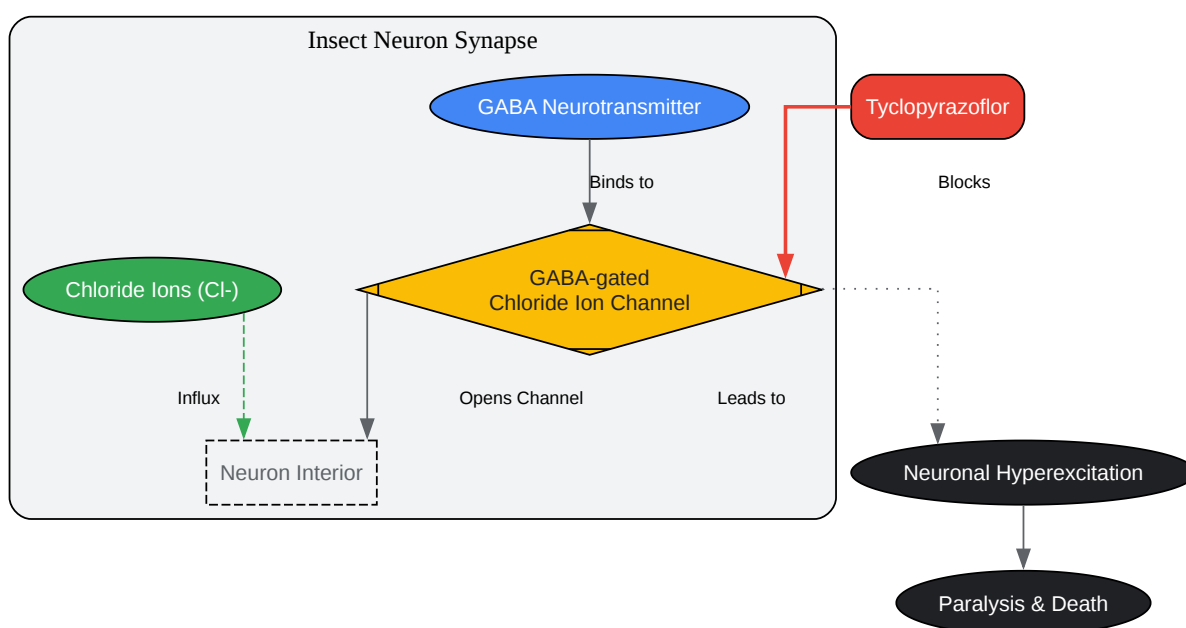 Insect Neuron Synapse
GABA Neurotransmitter
Tyclopyrazoflor
Binds to
Blocks
GABA-gated
Chloride Ion Channel
Chloride Ions (Cl-)
Influx
Opens Channel
Leads to
Neuron Interior
Neuronal Hyperexcitation
Paralysis & Death